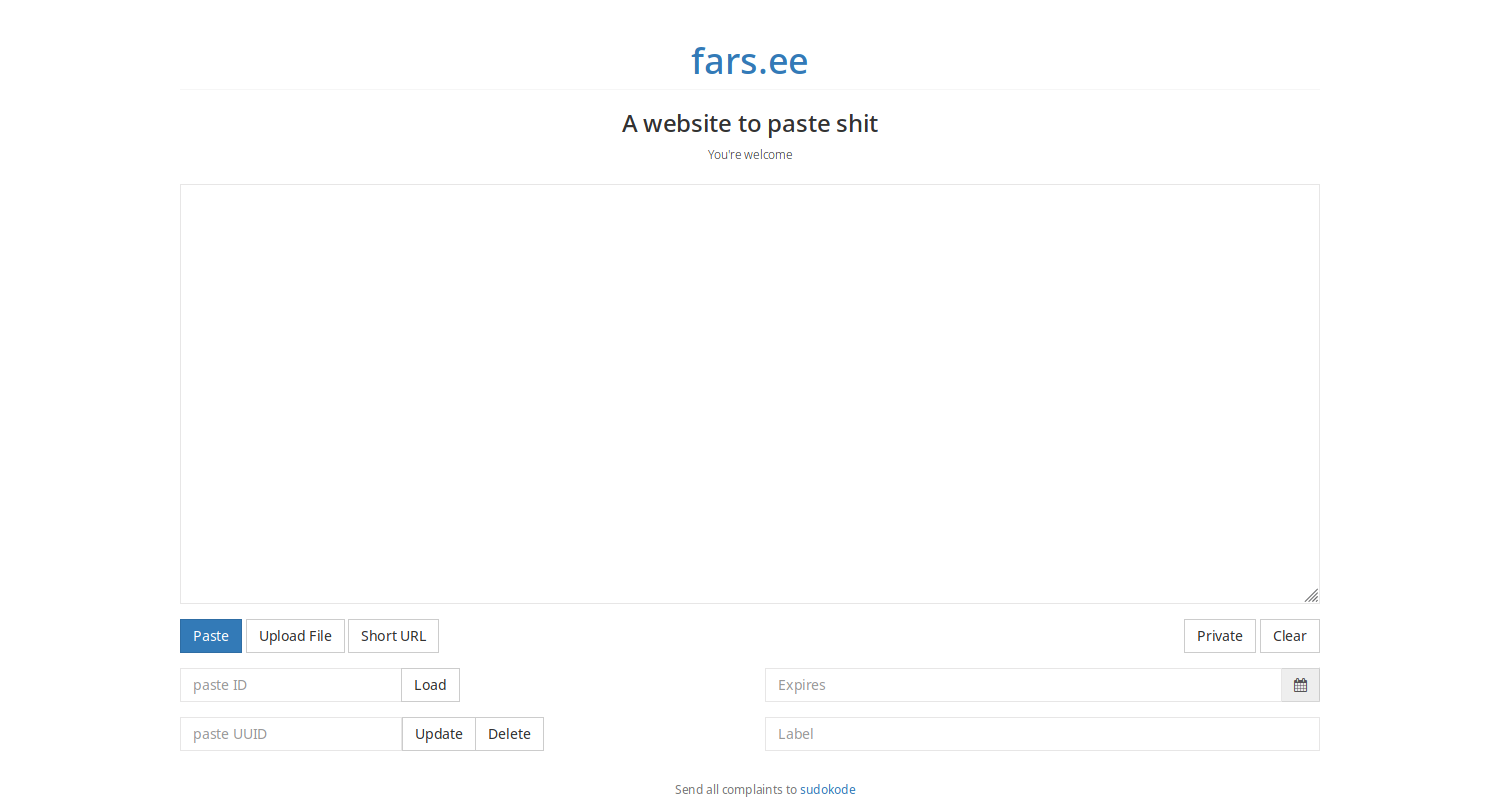 fars.ee
A website to paste shit
You're welcome
Paste Upload File Short URL Private Clear
paste ID Load Expires
paste UUID Update Delete Label
Send all complaints to sudokode